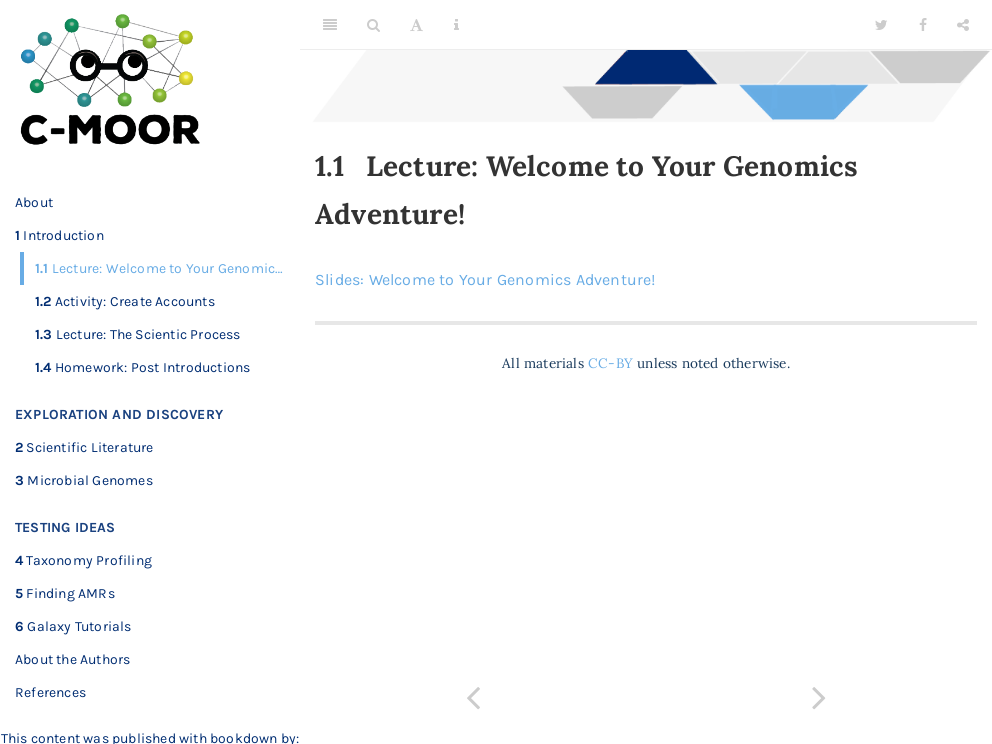 C-MOOR
About
1 Introduction
1.1 Lecture: Welcome to Your Genomic...
1.2 Activity: Create Accounts
1.3 Lecture: The Scientic Process
1.4 Homework: Post Introductions
EXPLORATION AND DISCOVERY
2 Scientific Literature
3 Microbial Genomes
TESTING IDEAS
4 Taxonomy Profiling
5 Finding AMRs
6 Galaxy Tutorials
About the Authors
References
This content was published with bookdown by:
A
1.1 Lecture: Welcome to Your Genomics
Adventure!
Slides: Welcome to Your Genomics Adventure!
All materials CC-BY unless noted otherwise.